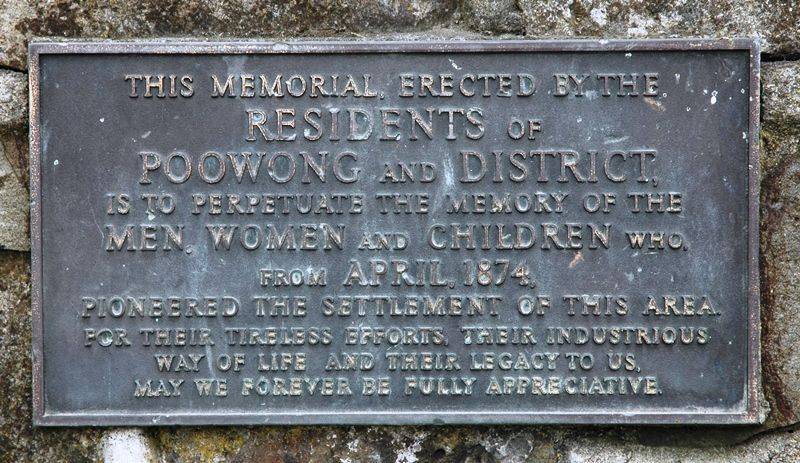 THIS MEMORIAL, ERECTED BY THE
RESIDENTS OF
POOWONG AND DISTRICT,
IS TO PERPETUATE THE MEMORY OF THE
MEN, WOMEN AND CHILDREN WHO,
FROM APRIL, 1874,
PIONEERED THE SETTLEMENT OF THIS AREA.
FOR THEIR TIRELESS EFFORTS, THEIR INDUSTRIOUS
WAY OF LIFE AND THEIR LEGACY TO US,
MAY WE FOREVER BE FULLY APPRECIATIVE.